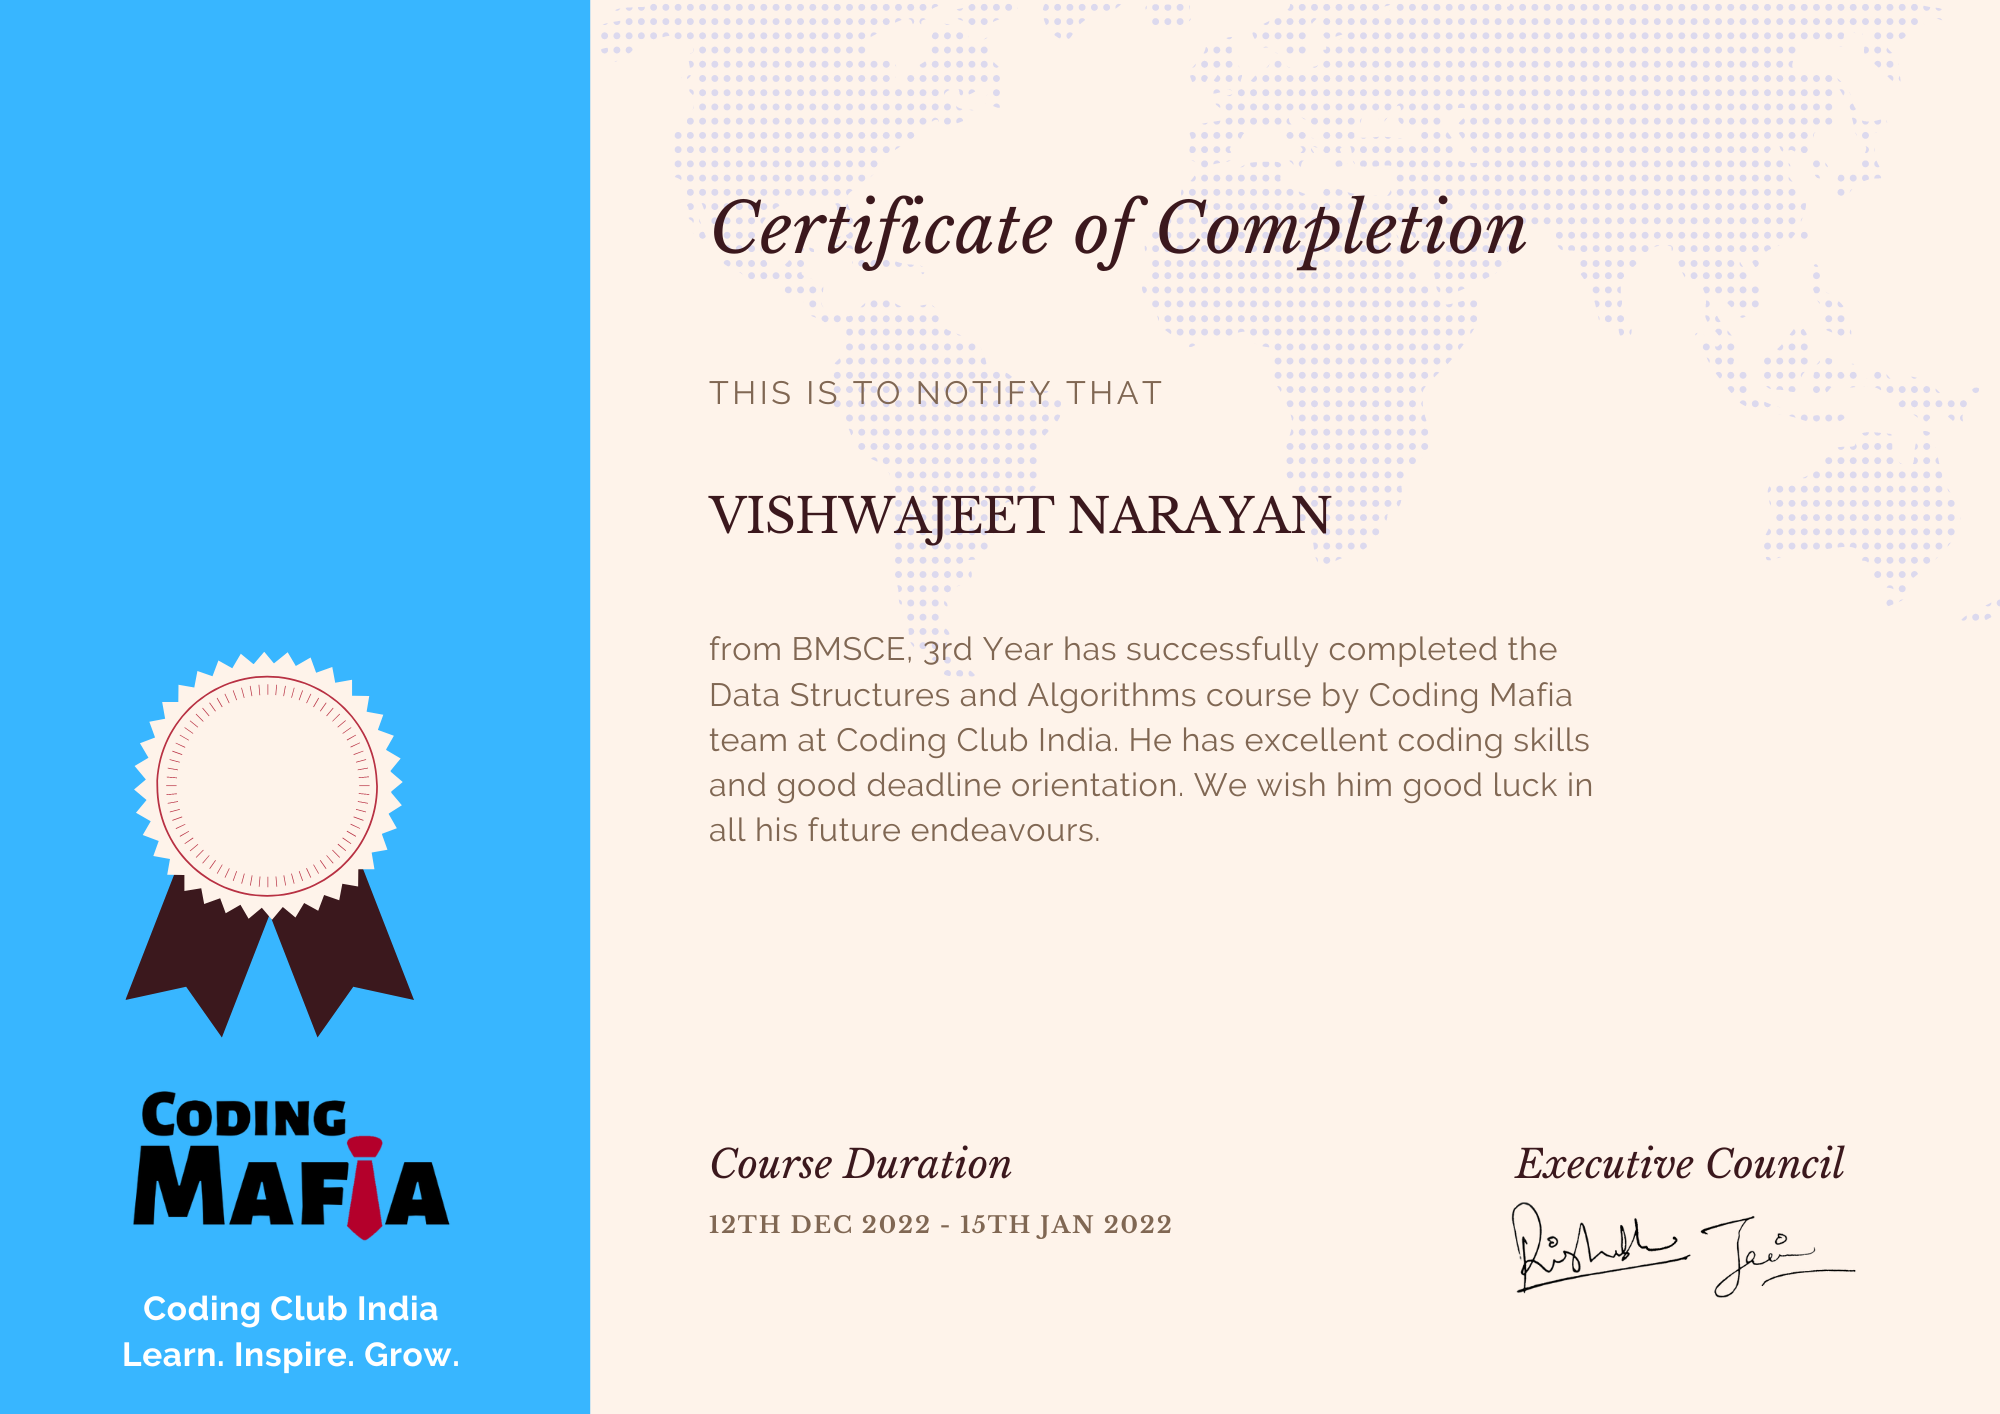 Certificate of Completion
THIS IS TO NOTIFY THAT
VISHWAJEET NARAYAN
from BMSCE, 3rd Year has successfully completed the
Data Structures and Algorithms course by Coding Mafia
team at Coding Club India. He has excellent coding skills
and good deadline orientation. We wish him good luck in
all his future endeavours.
Course Duration
12TH DEC 2022 - 15TH JAN 2022
Executive Council
Jain
CODING
MAFIA
Coding Club India
Learn. Inspire. Grow.